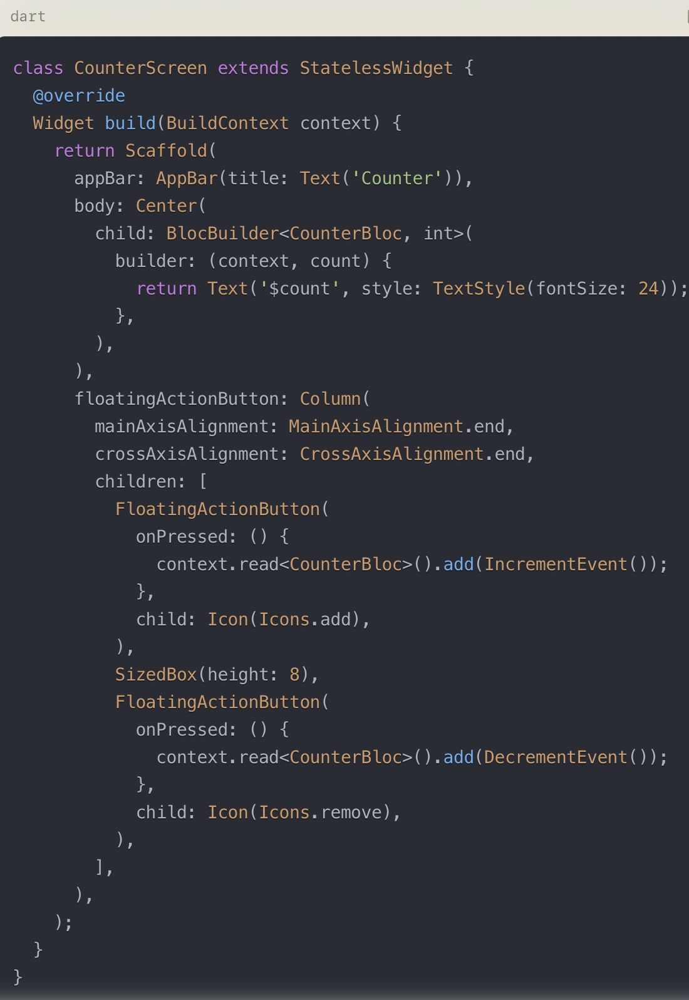 dart
class CounterScreen extends StatelessWidget {
  @override
  Widget build(BuildContext context) {
    return Scaffold(
      appBar: AppBar(title: Text('Counter')),
      body: Center(
        child: BlocBuilder<CounterBloc, int>(
          builder: (context, count) {
            return Text('$count', style: TextStyle(fontSize: 24));
          },
        ),
      ),
      floatingActionButton: Column(
        mainAxisAlignment: MainAxisAlignment.end,
        crossAxisAlignment: CrossAxisAlignment.end,
        children: [
          FloatingActionButton(
            onPressed: () {
              context.read<CounterBloc>().add(IncrementEvent());
            },
            child: Icon(Icons.add),
          ),
          SizedBox(height: 8),
          FloatingActionButton(
            onPressed: () {
              context.read<CounterBloc>().add(DecrementEvent());
            },
            child: Icon(Icons.remove),
          ),
        ],
      ),
    );
  }
}